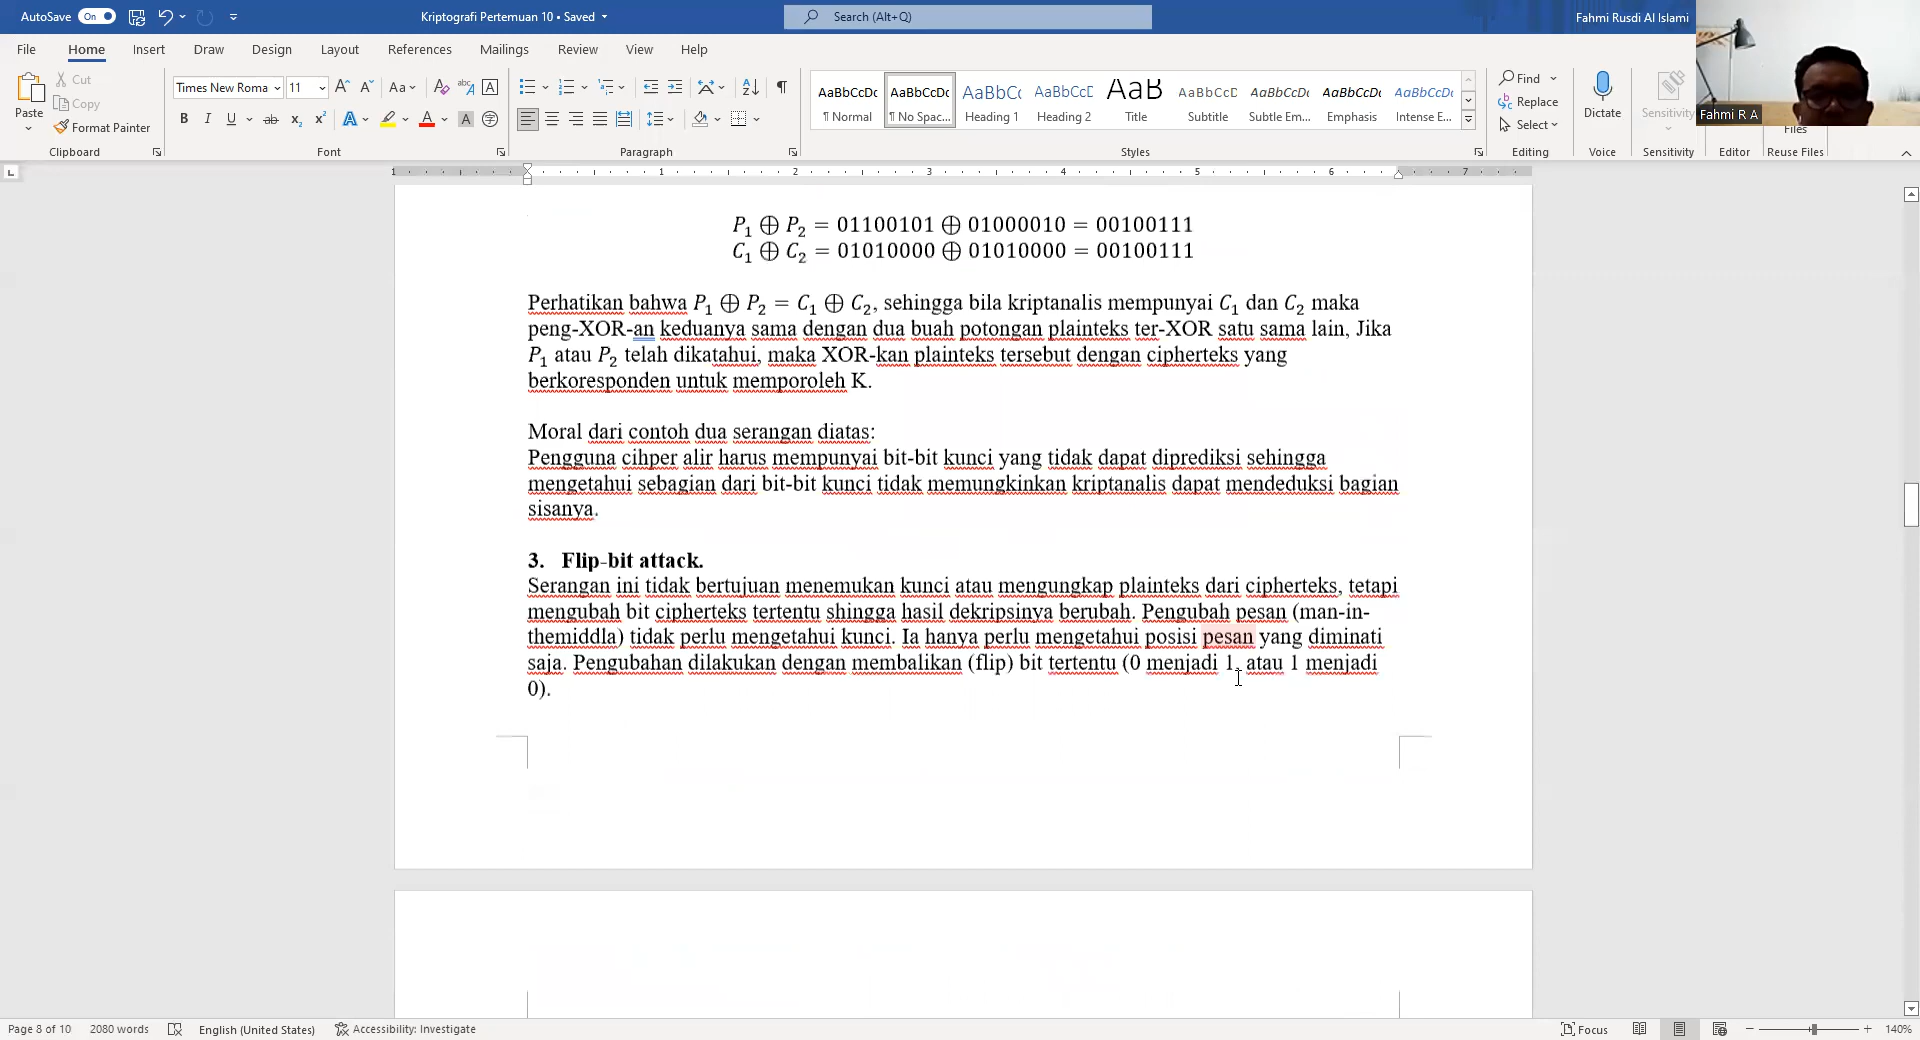 AutoSave On Kriptografi Pertemuan 10 • Saved Search (Alt+Q) Fahmi Rusdi Al Islami
File Home Insert Draw Design Layout References Mailings Review View Help
Paste Cut Copy Format Painter Clipboard
Times New Roma 11 Font
Paragraph
AaBbCcDc AaBbCcDc AaBbCc AaBbCcE AaB AaBbCcD AaBbCcDc AaBbCcDc AaBbCcDc
¶ Normal ¶ No Spac... Heading 1 Heading 2 Title Subtitle Subtle Em... Emphasis Intense E...
Styles
Find Replace Select Editing
Dictate Voice
Sensitivity Sensitivity
Editor
Files Reuse Files
Fahmi R A
1 1 2 3 4 5 6 7
P₁ ⊕ P₂ = 01100101 ⊕ 01000010 = 00100111
C₁ ⊕ C₂ = 01010000 ⊕ 01010000 = 00100111
Perhatikan bahwa P₁ ⊕ P₂ = C₁ ⊕ C₂, sehingga bila kriptanalis mempunyai C₁ dan C₂ maka
peng-XOR-an keduanya sama dengan dua buah potongan plainteks ter-XOR satu sama lain, Jika
P₁ atau P₂ telah dikatahui, maka XOR-kan plainteks tersebut dengan cipherteks yang
berkoresponden untuk memporoleh K.
Moral dari contoh dua serangan diatas:
Pengguna cihper alir harus mempunyai bit-bit kunci yang tidak dapat diprediksi sehingga
mengetahui sebagian dari bit-bit kunci tidak memungkinkan kriptanalis dapat mendeduksi bagian
sisanya.
3. Flip-bit attack.
Serangan ini tidak bertujuan menemukan kunci atau mengungkap plainteks dari cipherteks, tetapi
mengubah bit cipherteks tertentu shingga hasil dekripsinya berubah. Pengubah pesan (man-in-
themiddla) tidak perlu mengetahui kunci. Ia hanya perlu mengetahui posisi pesan yang diminati
saja. Pengubahan dilakukan dengan membalikan (flip) bit tertentu (0 menjadi 1, atau 1 menjadi
0).
Page 8 of 10 2080 words English (United States) Accessibility: Investigate Focus 140%